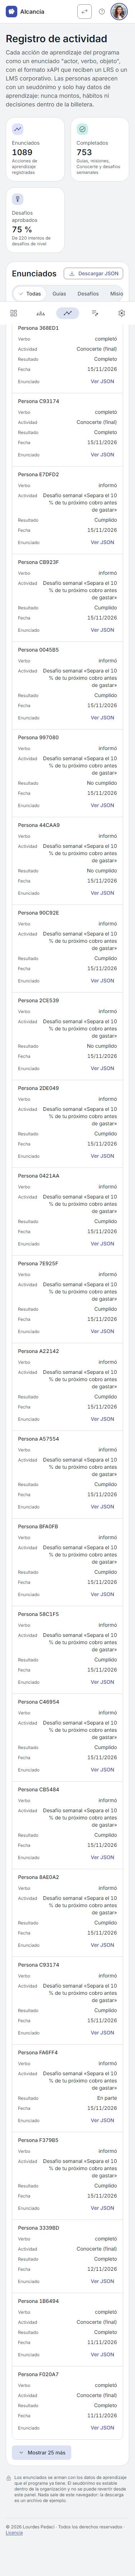 Alcancía
Registro de actividad
Cada acción de aprendizaje del programa como un enunciado "actor, verbo, objeto", con el formato xAPI que reciben un LRS o un LMS corporativo. Las personas aparecen con un seudónimo y en los enunciados nunca entra dinero: ni montos, ni hábitos, ni decisiones dentro de la billetera.
Enunciados
1089
Acciones de aprendizaje registradas
Completados
753
Guías, misiones, Conocerte y desafíos semanales
Desafíos aprobados
75 %
De 220 intentos de desafíos de nivel
Enunciados
Descargar JSON
Todas
Guías
Desafíos
Persona 368ED1
Verbo completó
Actividad Conocerte (final)
Resultado Completo
Fecha 15/11/2026
Enunciado Ver JSON
Persona C93174
Verbo completó
Actividad Conocerte (final)
Resultado Completo
Fecha 15/11/2026
Enunciado Ver JSON
Persona E7DFD2
Verbo informó
Actividad Desafío semanal «Separa el 10 % de tu próximo cobro antes de gastar»
Resultado Cumplido
Fecha 15/11/2026
Enunciado Ver JSON
Persona CB923F
Verbo informó
Actividad Desafío semanal «Separa el 10 % de tu próximo cobro antes de gastar»
Resultado Cumplido
Fecha 15/11/2026
Enunciado Ver JSON
Persona 0045B5
Verbo informó
Actividad Desafío semanal «Separa el 10 % de tu próximo cobro antes de gastar»
Resultado Cumplido
Fecha 15/11/2026
Enunciado Ver JSON
Persona 997080
Verbo informó
Actividad Desafío semanal «Separa el 10 % de tu próximo cobro antes de gastar»
Resultado No cumplido
Fecha 15/11/2026
Enunciado Ver JSON
Persona 44CAA9
Verbo informó
Actividad Desafío semanal «Separa el 10 % de tu próximo cobro antes de gastar»
Resultado No cumplido
Fecha 15/11/2026
Enunciado Ver JSON
Persona 90C92E
Verbo informó
Actividad Desafío semanal «Separa el 10 % de tu próximo cobro antes de gastar»
Resultado Cumplido
Fecha 15/11/2026
Enunciado Ver JSON
Persona 2CE539
Verbo informó
Actividad Desafío semanal «Separa el 10 % de tu próximo cobro antes de gastar»
Resultado No cumplido
Fecha 15/11/2026
Enunciado Ver JSON
Persona 2DE049
Verbo informó
Actividad Desafío semanal «Separa el 10 % de tu próximo cobro antes de gastar»
Resultado Cumplido
Fecha 15/11/2026
Enunciado Ver JSON
Persona 0421AA
Verbo informó
Actividad Desafío semanal «Separa el 10 % de tu próximo cobro antes de gastar»
Resultado Cumplido
Fecha 15/11/2026
Enunciado Ver JSON
Persona 7E925F
Verbo informó
Actividad Desafío semanal «Separa el 10 % de tu próximo cobro antes de gastar»
Resultado Cumplido
Fecha 15/11/2026
Enunciado Ver JSON
Persona A22142
Verbo informó
Actividad Desafío semanal «Separa el 10 % de tu próximo cobro antes de gastar»
Resultado Cumplido
Fecha 15/11/2026
Enunciado Ver JSON
Persona A57554
Verbo informó
Actividad Desafío semanal «Separa el 10 % de tu próximo cobro antes de gastar»
Resultado Cumplido
Fecha 15/11/2026
Enunciado Ver JSON
Persona BFA0FB
Verbo informó
Actividad Desafío semanal «Separa el 10 % de tu próximo cobro antes de gastar»
Resultado Cumplido
Fecha 15/11/2026
Enunciado Ver JSON
Persona 58C1F5
Verbo informó
Actividad Desafío semanal «Separa el 10 % de tu próximo cobro antes de gastar»
Resultado Cumplido
Fecha 15/11/2026
Enunciado Ver JSON
Persona C46954
Verbo informó
Actividad Desafío semanal «Separa el 10 % de tu próximo cobro antes de gastar»
Resultado Cumplido
Fecha 15/11/2026
Enunciado Ver JSON
Persona CB5484
Verbo informó
Actividad Desafío semanal «Separa el 10 % de tu próximo cobro antes de gastar»
Resultado Cumplido
Fecha 15/11/2026
Enunciado Ver JSON
Persona 8AE0A2
Verbo informó
Actividad Desafío semanal «Separa el 10 % de tu próximo cobro antes de gastar»
Resultado Cumplido
Fecha 15/11/2026
Enunciado Ver JSON
Persona C93174
Verbo informó
Actividad Desafío semanal «Separa el 10 % de tu próximo cobro antes de gastar»
Resultado Cumplido
Fecha 15/11/2026
Enunciado Ver JSON
Persona FA6FF4
Verbo informó
Actividad Desafío semanal «Separa el 10 % de tu próximo cobro antes de gastar»
Resultado En parte
Fecha 15/11/2026
Enunciado Ver JSON
Persona F379B5
Verbo informó
Actividad Desafío semanal «Separa el 10 % de tu próximo cobro antes de gastar»
Resultado Cumplido
Fecha 15/11/2026
Enunciado Ver JSON
Persona 33398D
Verbo completó
Actividad Conocerte (final)
Resultado Completo
Fecha 12/11/2026
Enunciado Ver JSON
Persona 1B6494
Verbo completó
Actividad Conocerte (final)
Resultado Completo
Fecha 11/11/2026
Enunciado Ver JSON
Persona F020A7
Verbo completó
Actividad Conocerte (final)
Resultado Completo
Fecha 11/11/2026
Enunciado Ver JSON
Mostrar 25 más
Los enunciados se arman con los datos de aprendizaje que el programa ya tiene. El seudónimo es estable dentro de la organización y no se puede revertir desde este panel. Nada sale de este navegador: la descarga es un archivo de ejemplo.
© 2026 Lourdes Pedaci · Todos los derechos reservados · Licencia